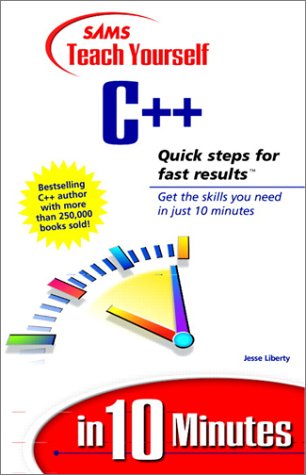 SAMS
Teach Yourself
C++
Quick steps for
fast results™
Get the skills you need
in just 10 minutes
Bestselling
C++ author
with more
than 250,000
books sold!
Jesse Liberty
in 10 Minutes